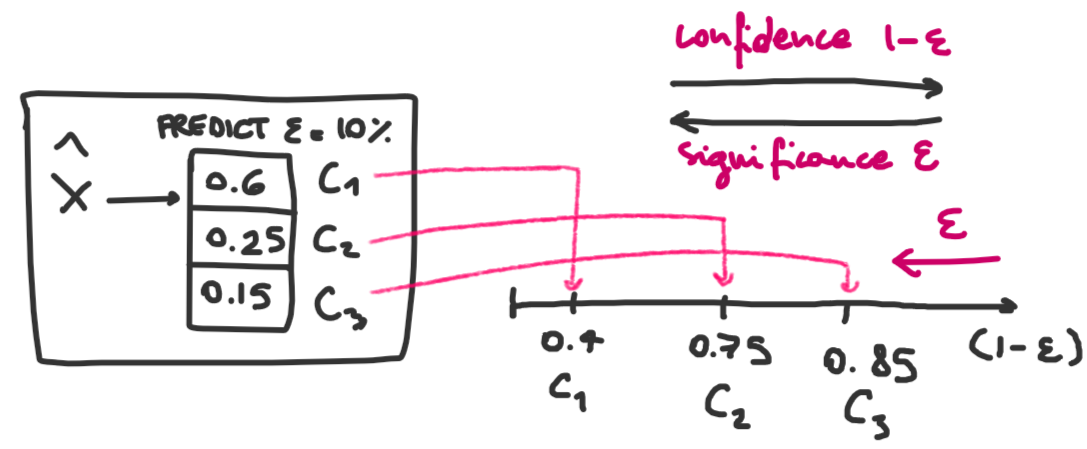 confidence 1-ε
PREDICT ε = 10%
significance ε
x̂
0.6 C1
0.25 C2
0.15 C3
ε
0.4 0.75 0.85 (1-ε)
C1 C2 C3